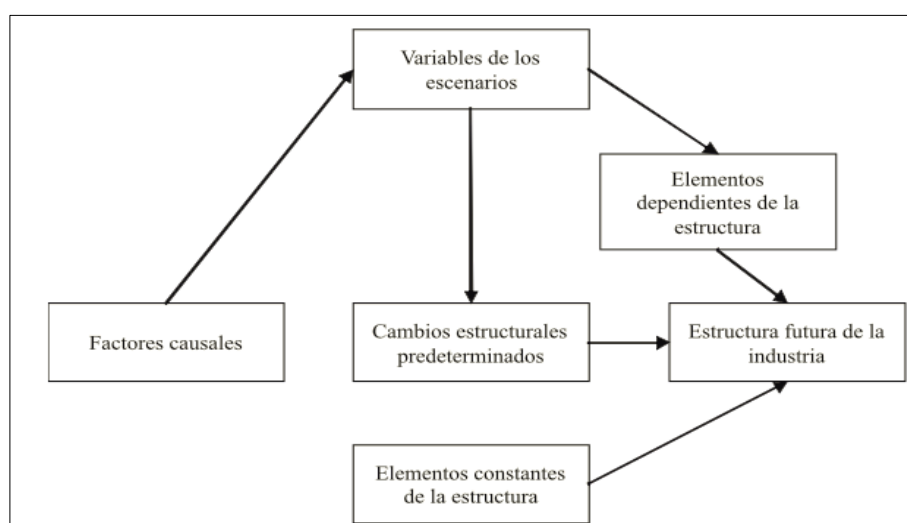 Variables de los
escenarios
Elementos
dependientes de la
estructura
Factores causales
Cambios estructurales
predeterminados
Estructura futura de la
industria
Elementos constantes
de la estructura